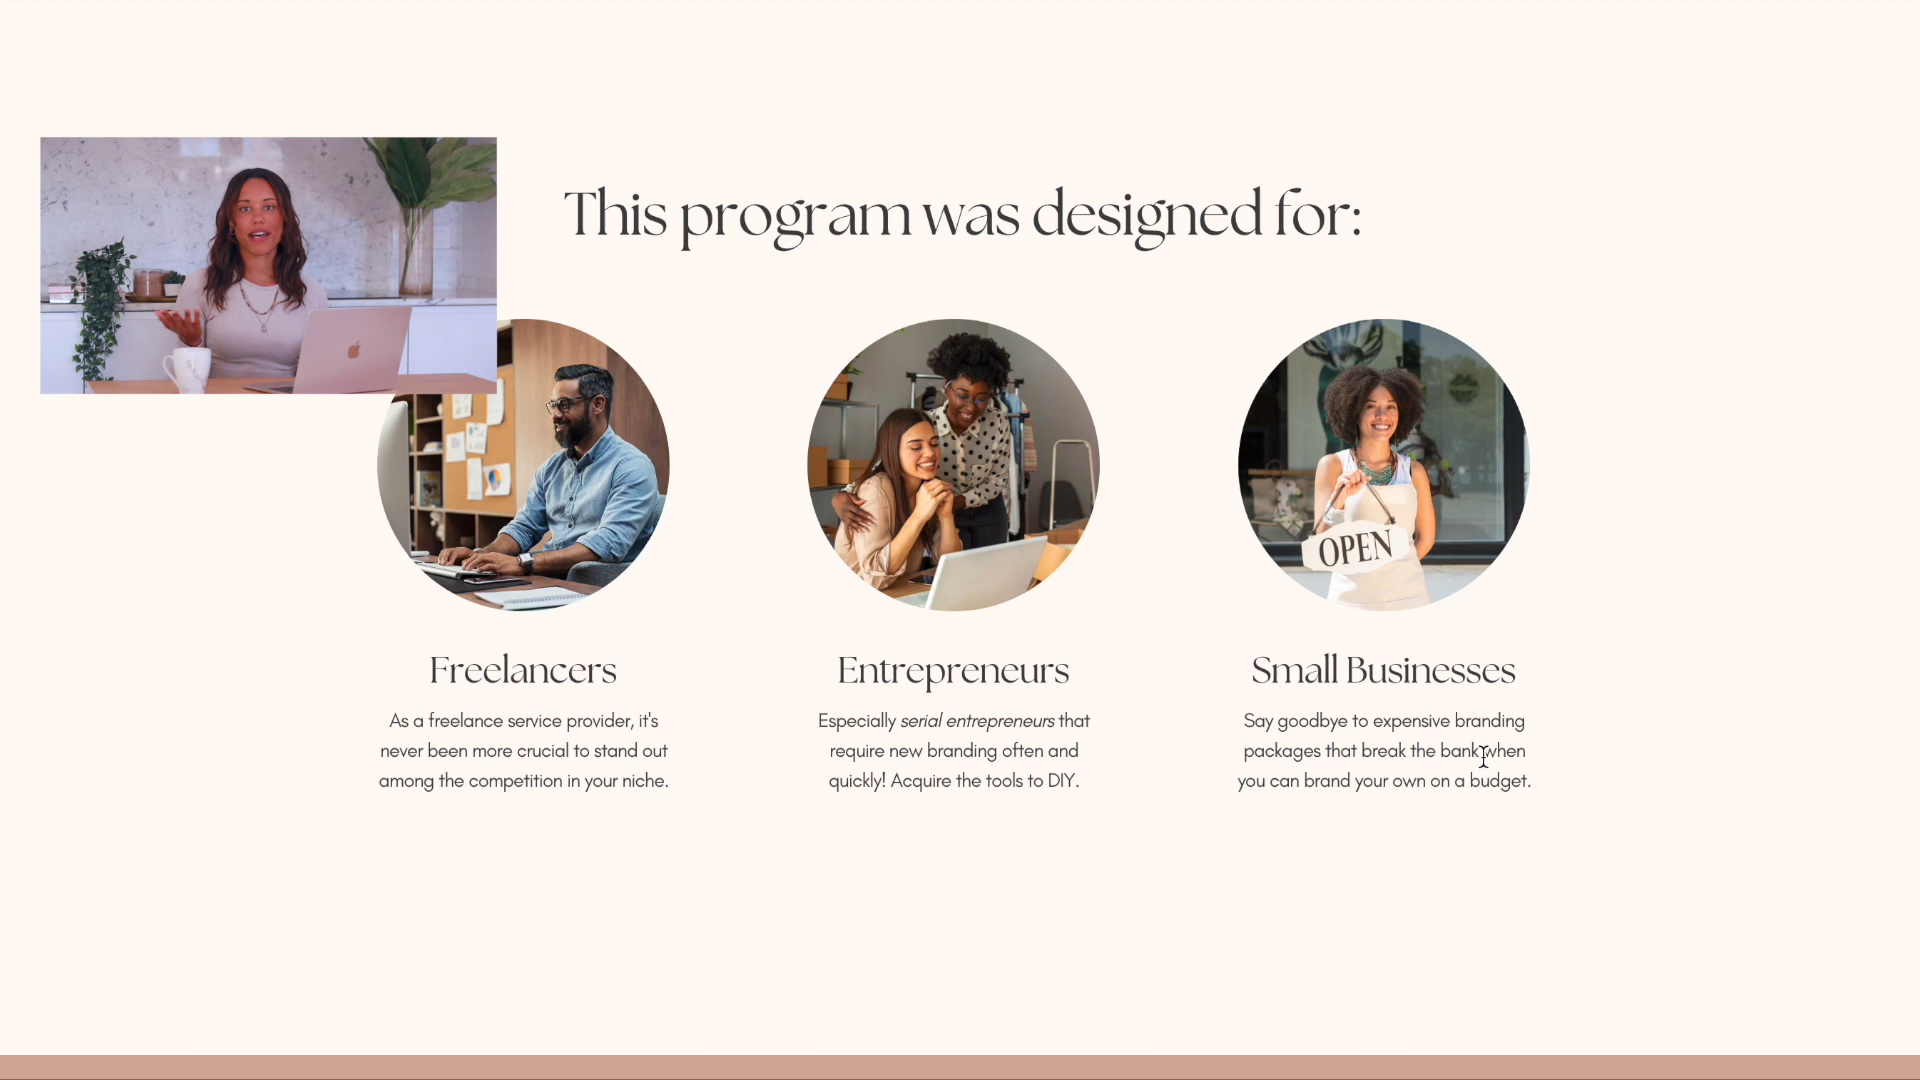 This program was designed for:
OPEN
Freelancers
As a freelance service provider, it's
never been more crucial to stand out
among the competition in your niche.
Entrepreneurs
Especially serial entrepreneurs that
require new branding often and
quickly! Acquire the tools to DIY.
Small Businesses
Say goodbye to expensive branding
packages that break the bank when
you can brand your own on a budget.